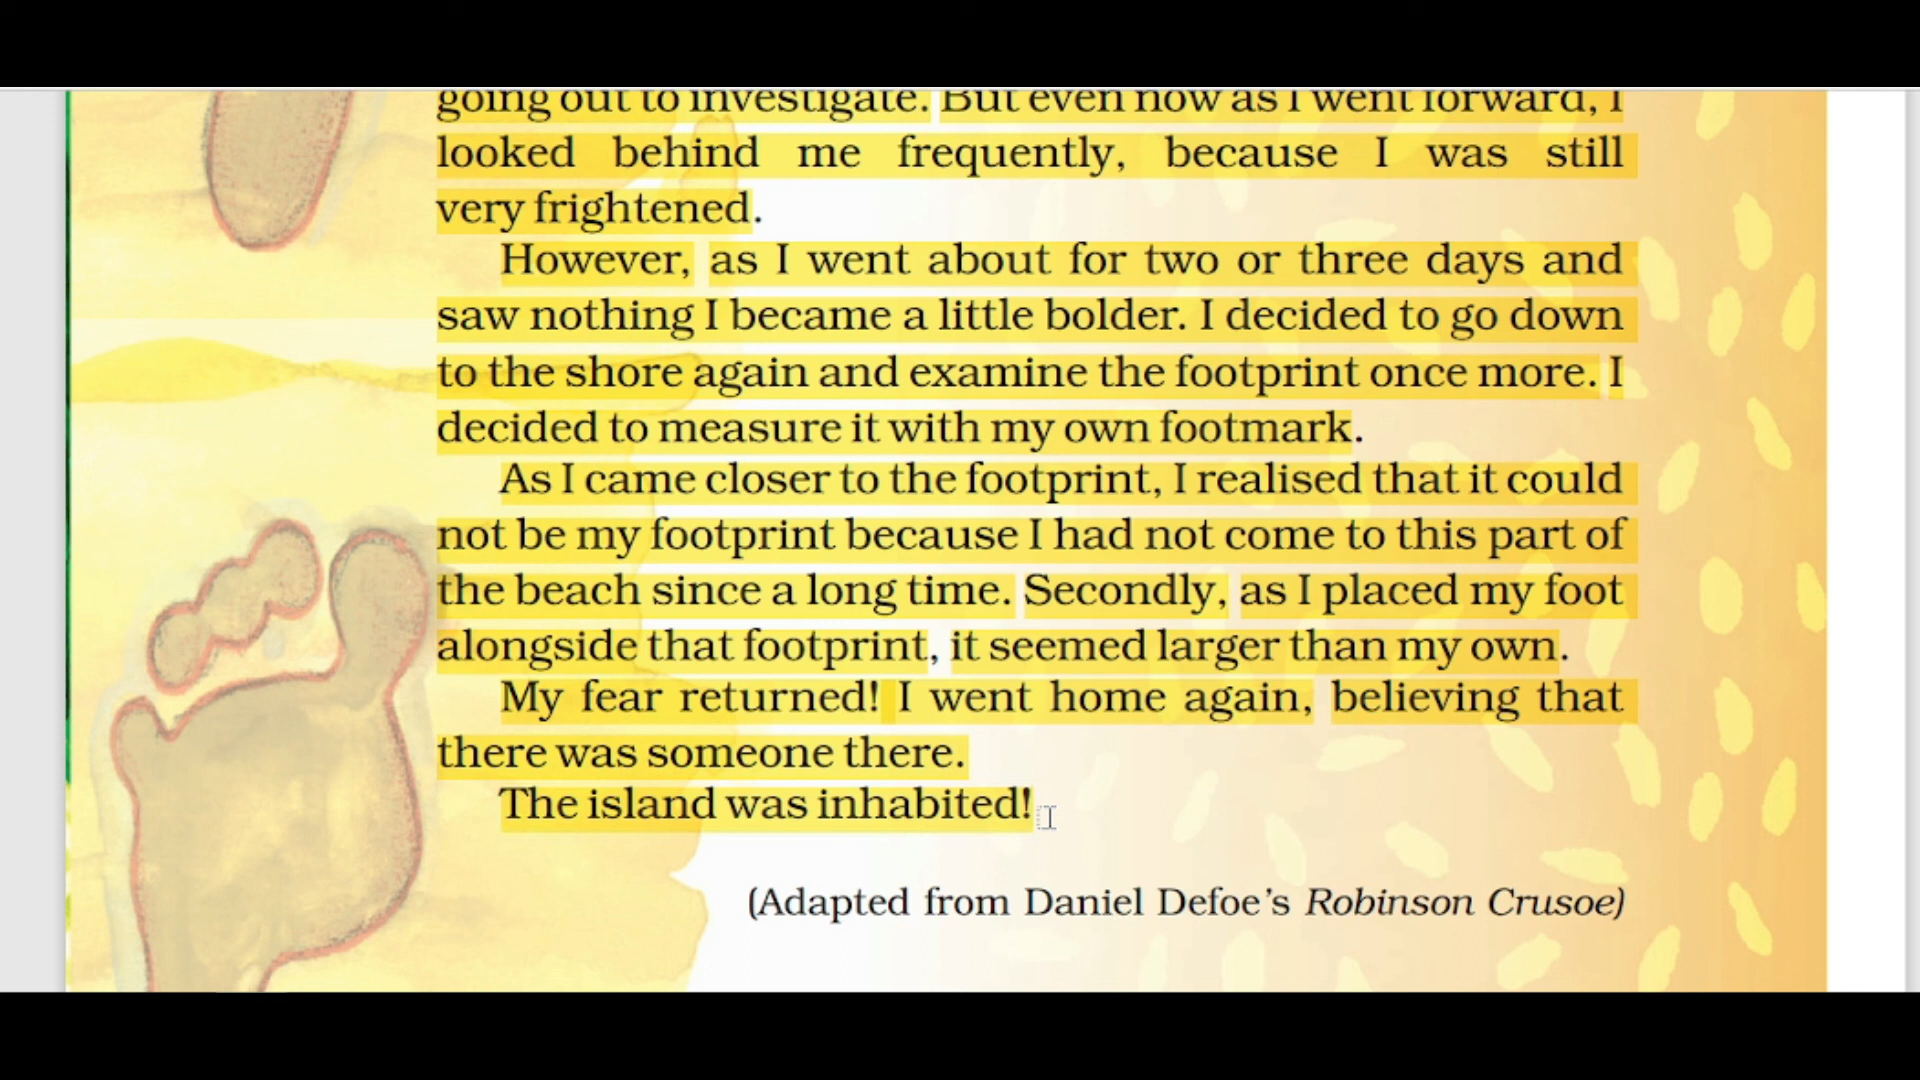 going out to investigate. But even now as I went forward, I
looked behind me frequently, because I was still
very frightened.
However, as I went about for two or three days and
saw nothing I became a little bolder. I decided to go down
to the shore again and examine the footprint once more. I
decided to measure it with my own footmark.
As I came closer to the footprint, I realised that it could
not be my footprint because I had not come to this part of
the beach since a long time. Secondly, as I placed my foot
alongside that footprint, it seemed larger than my own.
My fear returned! I went home again, believing that
there was someone there.
The island was inhabited!
(Adapted from Daniel Defoe's Robinson Crusoe)